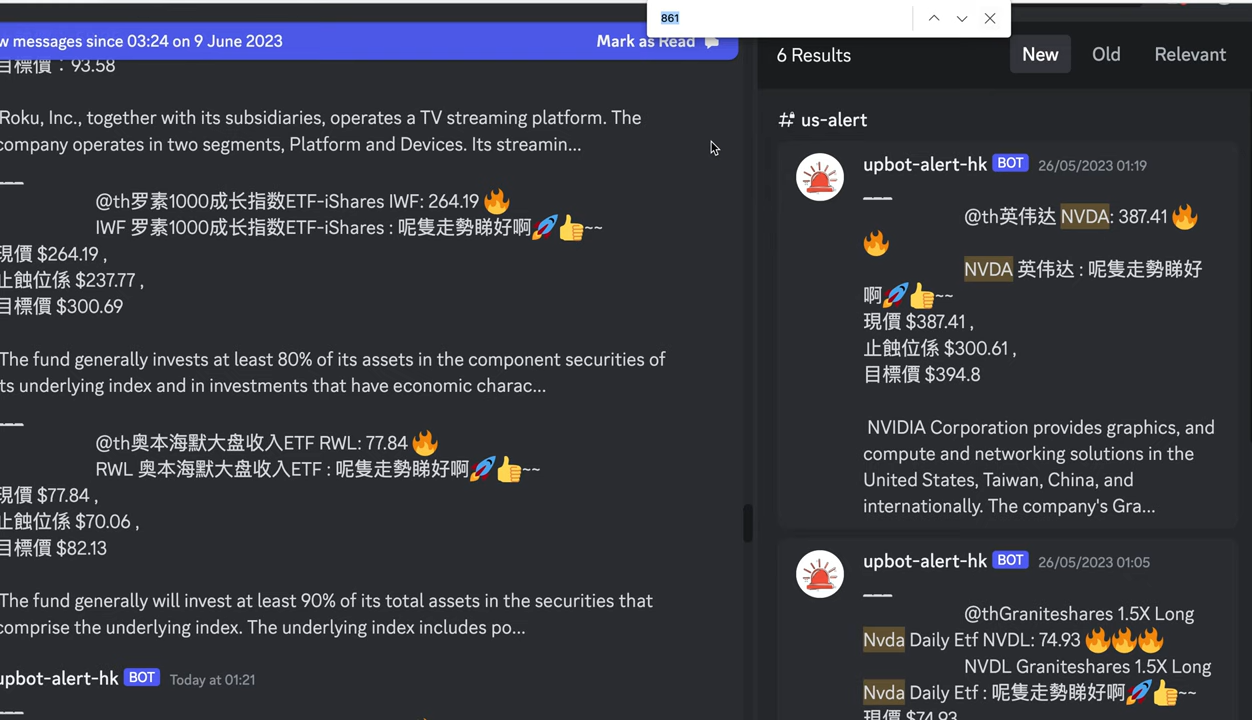 861
w messages since 03:24 on 9 June 2023
Mark as Read
目標價：93.58
Roku, Inc., together with its subsidiaries, operates a TV streaming platform. The
company operates in two segments, Platform and Devices. Its streamin...
---
@th罗素1000成长指数ETF-iShares IWF: 264.19 🔥
IWF 罗素1000成长指数ETF-iShares : 呢隻走勢睇好啊🚀👍~~
現價 $264.19 ,
止蝕位係 $237.77 ,
目標價 $300.69
The fund generally invests at least 80% of its assets in the component securities of
ts underlying index and in investments that have economic charac...
---
@th奥本海默大盘收入ETF RWL: 77.84 🔥
RWL 奥本海默大盘收入ETF : 呢隻走勢睇好啊🚀👍~~
現價 $77.84 ,
止蝕位係 $70.06 ,
目標價 $82.13
The fund generally will invest at least 90% of its total assets in the securities that
comprise the underlying index. The underlying index includes po...
upbot-alert-hk BOT Today at 01:21
---
6 Results
New
Old
Relevant
# us-alert
upbot-alert-hk BOT 26/05/2023 01:19
---
@th英伟达 NVDA: 387.41 🔥
🔥
NVDA 英伟达 : 呢隻走勢睇好
啊🚀👍~~
現價 $387.41 ,
止蝕位係 $300.61 ,
目標價 $394.8
NVIDIA Corporation provides graphics, and
compute and networking solutions in the
United States, Taiwan, China, and
internationally. The company's Gra...
upbot-alert-hk BOT 26/05/2023 01:05
---
@thGraniteshares 1.5X Long
Nvda Daily Etf NVDL: 74.93 🔥🔥🔥
NVDL Graniteshares 1.5X Long
Nvda Daily Etf : 呢隻走勢睇好啊🚀👍~~
現價 $74.93